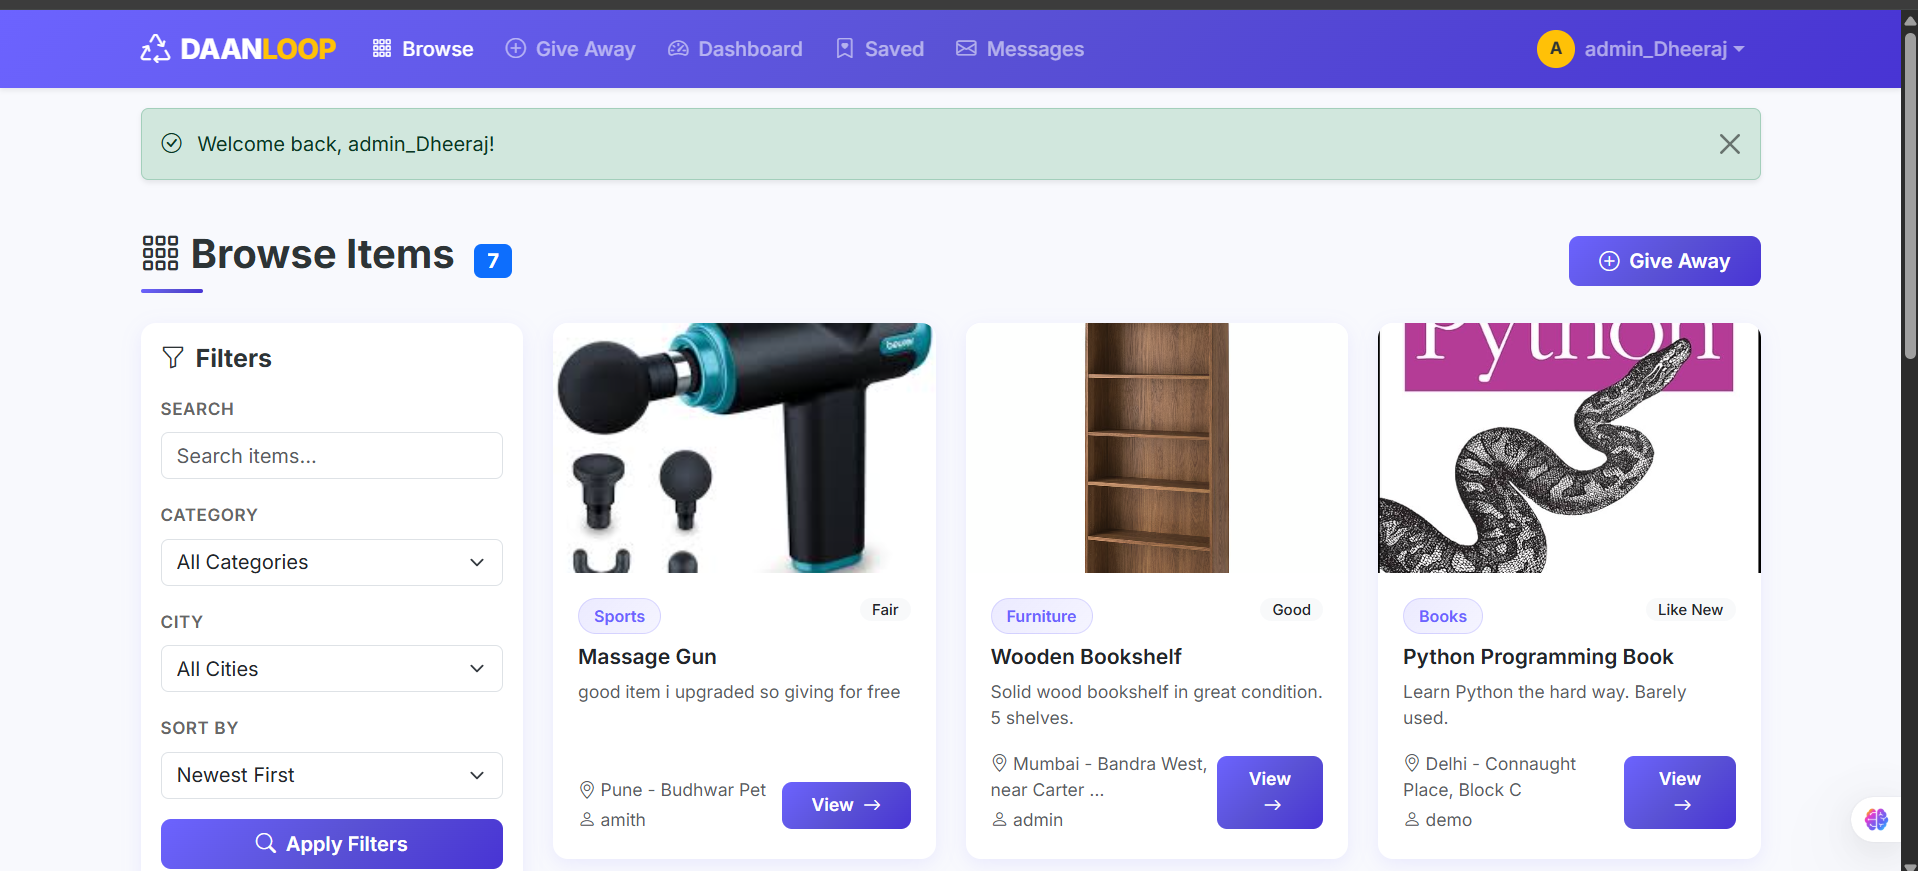 DAANLOOP
Browse
Give Away
Dashboard
Saved
Messages
A
admin_Dheeraj
Welcome back, admin_Dheeraj!
Browse Items 7
Give Away
Filters
SEARCH
Search items...
CATEGORY
All Categories
CITY
All Cities
SORT BY
Newest First
Apply Filters
beurer
Sports
Fair
Massage Gun
good item i upgraded so giving for free
Pune - Budhwar Pet
amith
View →
Furniture
Good
Wooden Bookshelf
Solid wood bookshelf in great condition.
5 shelves.
Mumbai - Bandra West,
near Carter ...
admin
View
→
Python
Books
Like New
Python Programming Book
Learn Python the hard way. Barely
used.
Delhi - Connaught
Place, Block C
demo
View
→